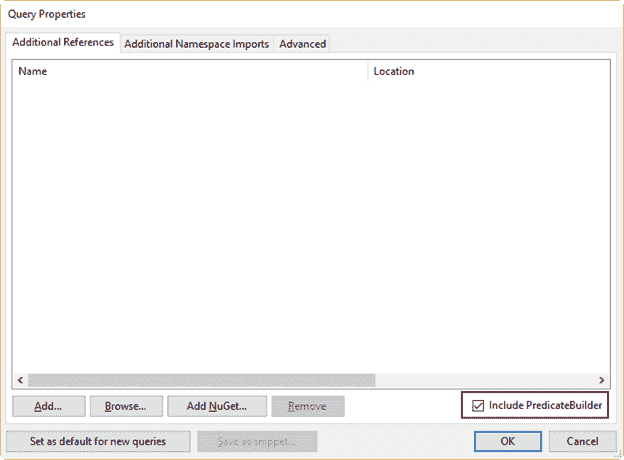 Query Properties
Additional References Additional Namespace Imports Advanced
Name Location
Add... Browse... Add NuGet... Remove Include PredicateBuilder
Set as default for new queries Save as snippet... OK Cancel